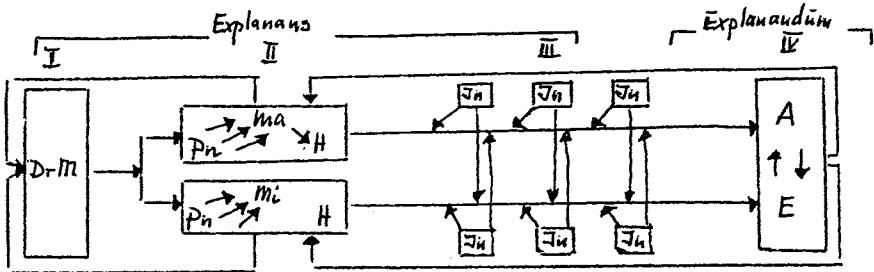 Explanans Explanandum
I II III IV
Jn Jn Jn
ma
Pn H A
DrM
mi
Pn H E
Jn Jn Jn